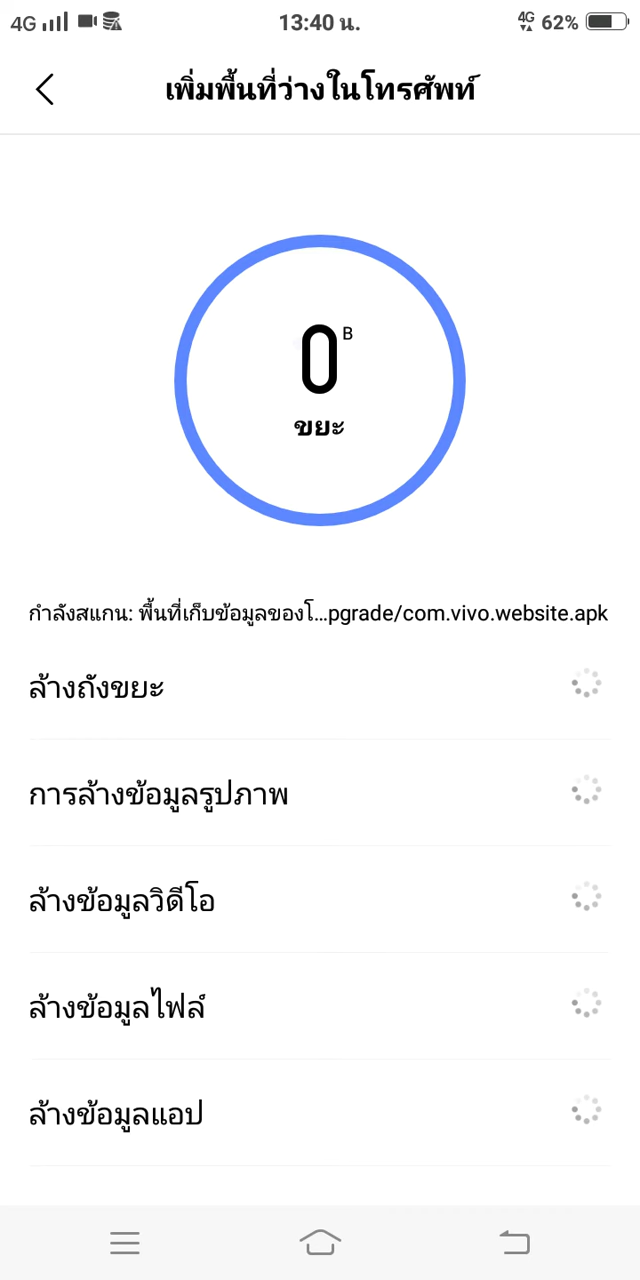 4G 13:40 น. 4G 62%
เพิ่มพื้นที่ว่างในโทรศัพท์
0 B
ขยะ
กำลังสแกน: พื้นที่เก็บข้อมูลของโ...pgrade/com.vivo.website.apk
ล้างถังขยะ
การล้างข้อมูลรูปภาพ
ล้างข้อมูลวิดีโอ
ล้างข้อมูลไฟล์
ล้างข้อมูลแอป